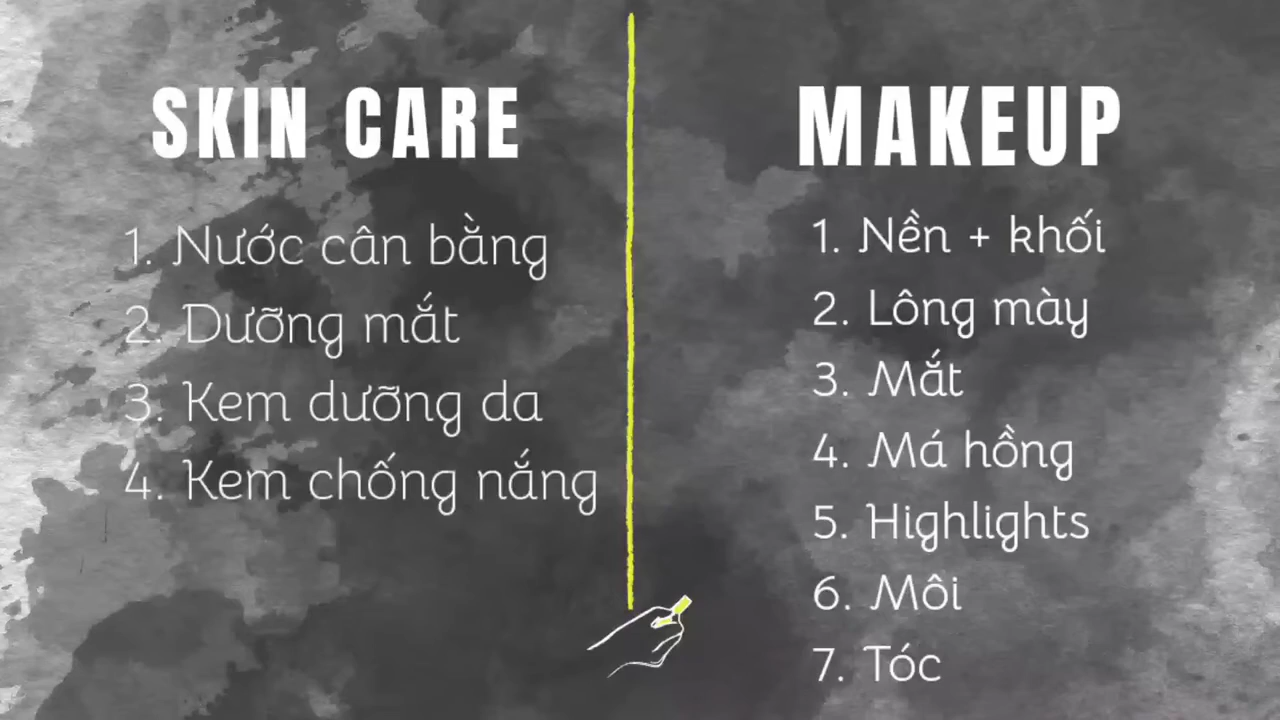 SKIN CARE
1. Nước cân bằng
2. Dưỡng mắt
3. Kem dưỡng da
4. Kem chống nắng
MAKEUP
1. Nền + khối
2. Lông mày
3. Mắt
4. Má hồng
5. Highlights
6. Môi
7. Tóc